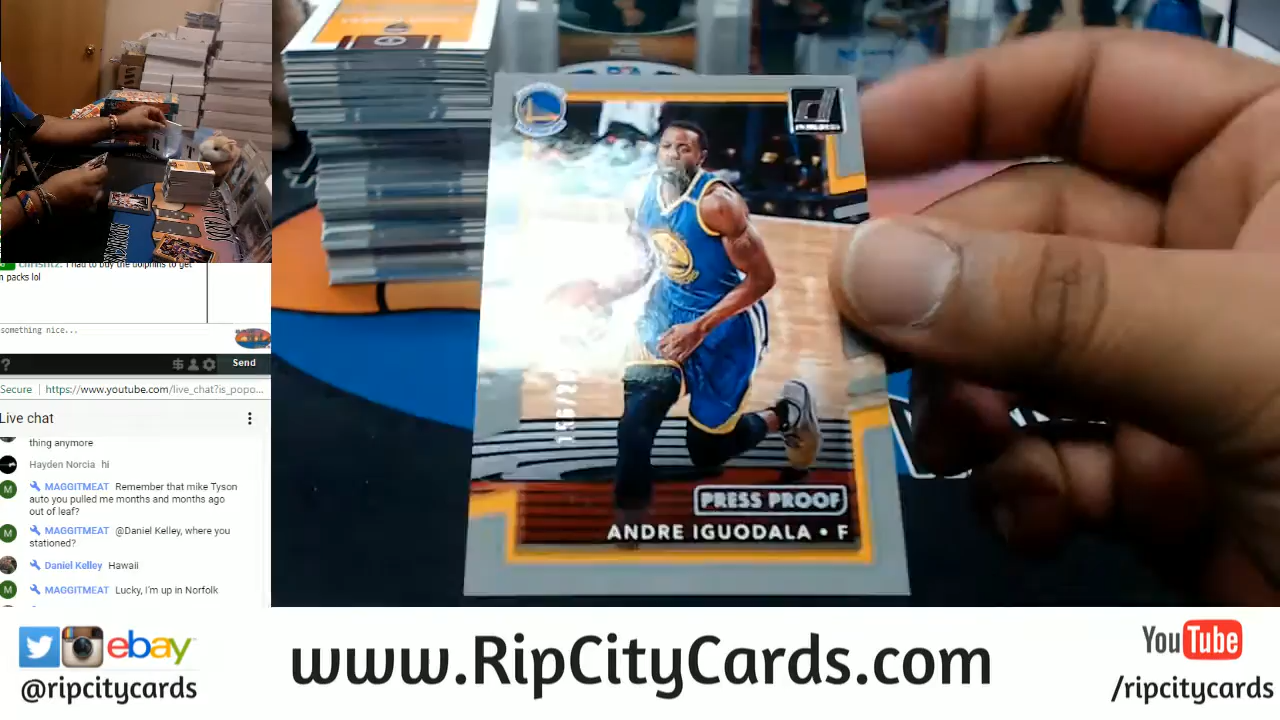 I had to buy the dolphins to get
n packs lol
something nice...
?
Send
Secure
https://www.youtube.com/live_chat?is_popo...
Live chat
thing anymore
Hayden Norcia hi
M
MAGGITMEAT Remember that mike Tyson
auto you pulled me months and months ago
out of leaf?
M
MAGGITMEAT @Daniel Kelley, where you
stationed?
Daniel Kelley Hawaii
M
MAGGITMEAT Lucky, I'm up in Norfolk
PRESS PROOF
ANDRE IGUODALA • F
ebay
@ripcitycards
www.RipCityCards.com
YouTube
/ripcitycards